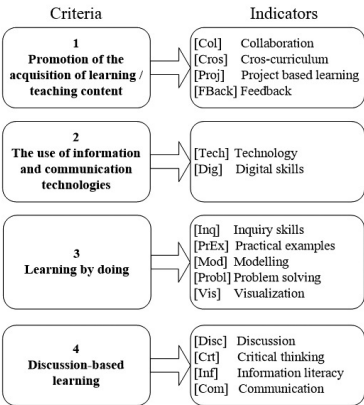 Criteria
Indicators
1
Promotion of the
acquisition of learning /
teaching content
[Col] Collaboration
[Cros] Cros-curriculum
[Proj] Project based learning
[FBack] Feedback
2
The use of information
and communication
technologies
[Tech] Technology
[Dig] Digital skills
3
Learning by doing
[Inq] Inquiry skills
[PrEx] Practical examples
[Mod] Modelling
[Probl] Problem solving
[Vis] Visualization
4
Discussion-based
learning
[Disc] Discussion
[Crt] Critical thinking
[Inf] Information literacy
[Com] Communication